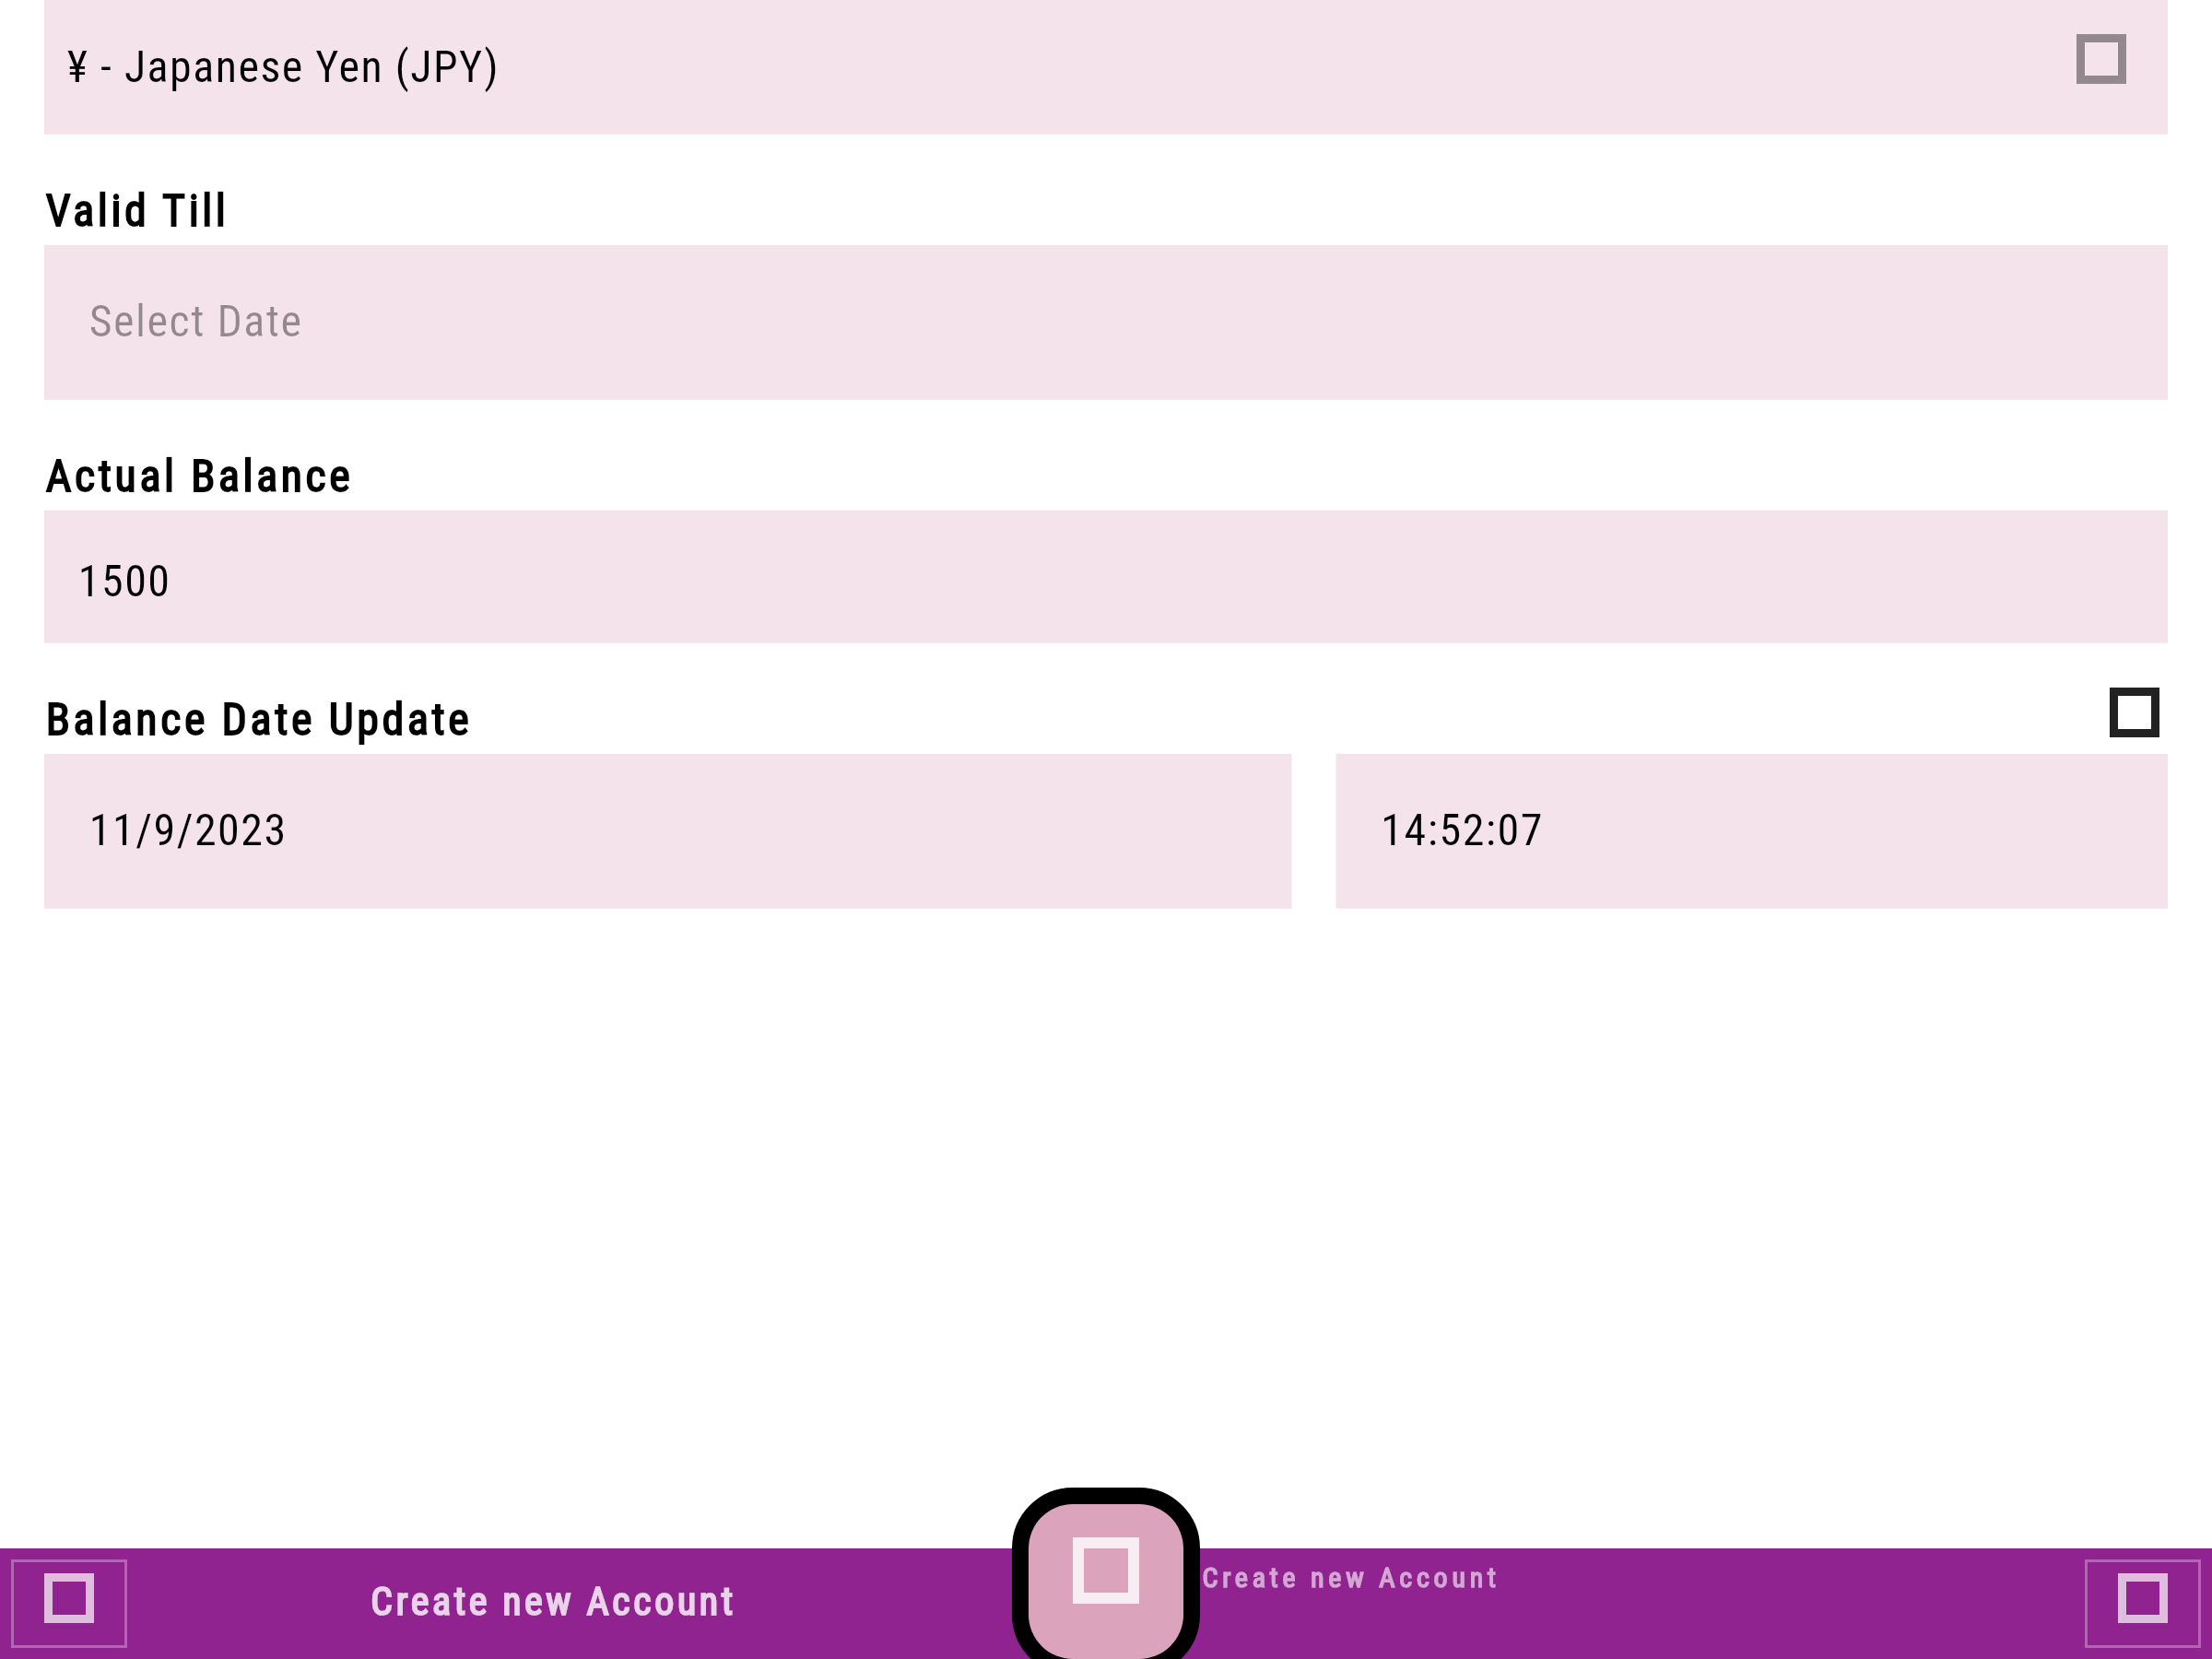 ¥ - Japanese Yen (JPY)
Valid Till
Select Date
Actual Balance
1500
Balance Date Update
11/9/2023
14:52:07
Create new Account
Create new Account